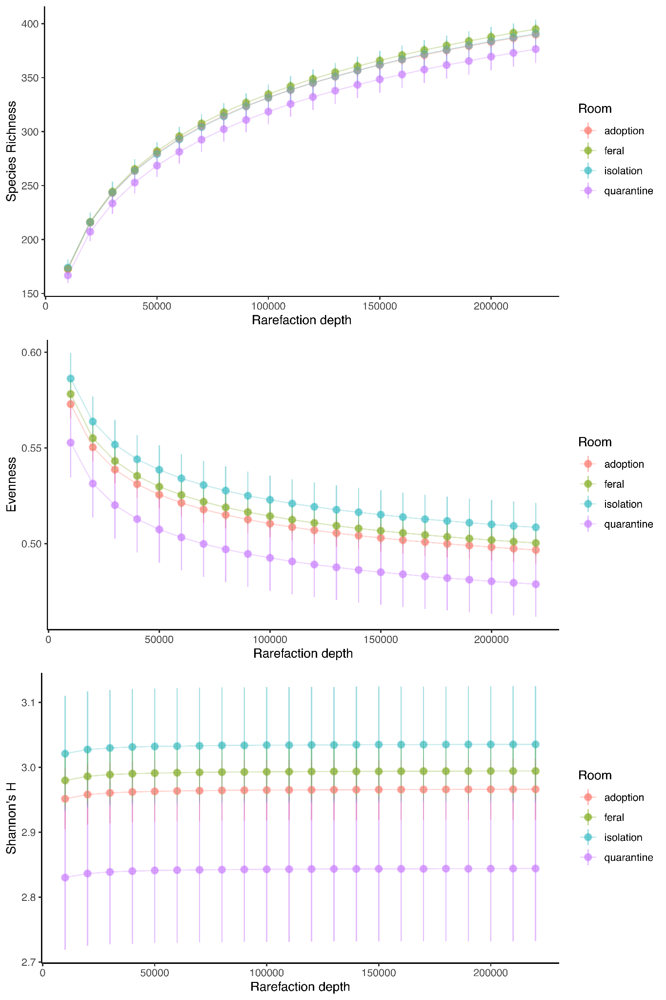 400
350
300
250
200
150
Species Richness
0
50000
100000
150000
200000
Rarefaction depth
Room
adoption
feral
isolation
quarantine
0.60
0.55
0.50
Evenness
0
50000
100000
150000
200000
Rarefaction depth
Room
adoption
feral
isolation
quarantine
3.1
3.0
2.9
2.8
2.7
Shannon's H
0
50000
100000
150000
200000
Rarefaction depth
Room
adoption
feral
isolation
quarantine